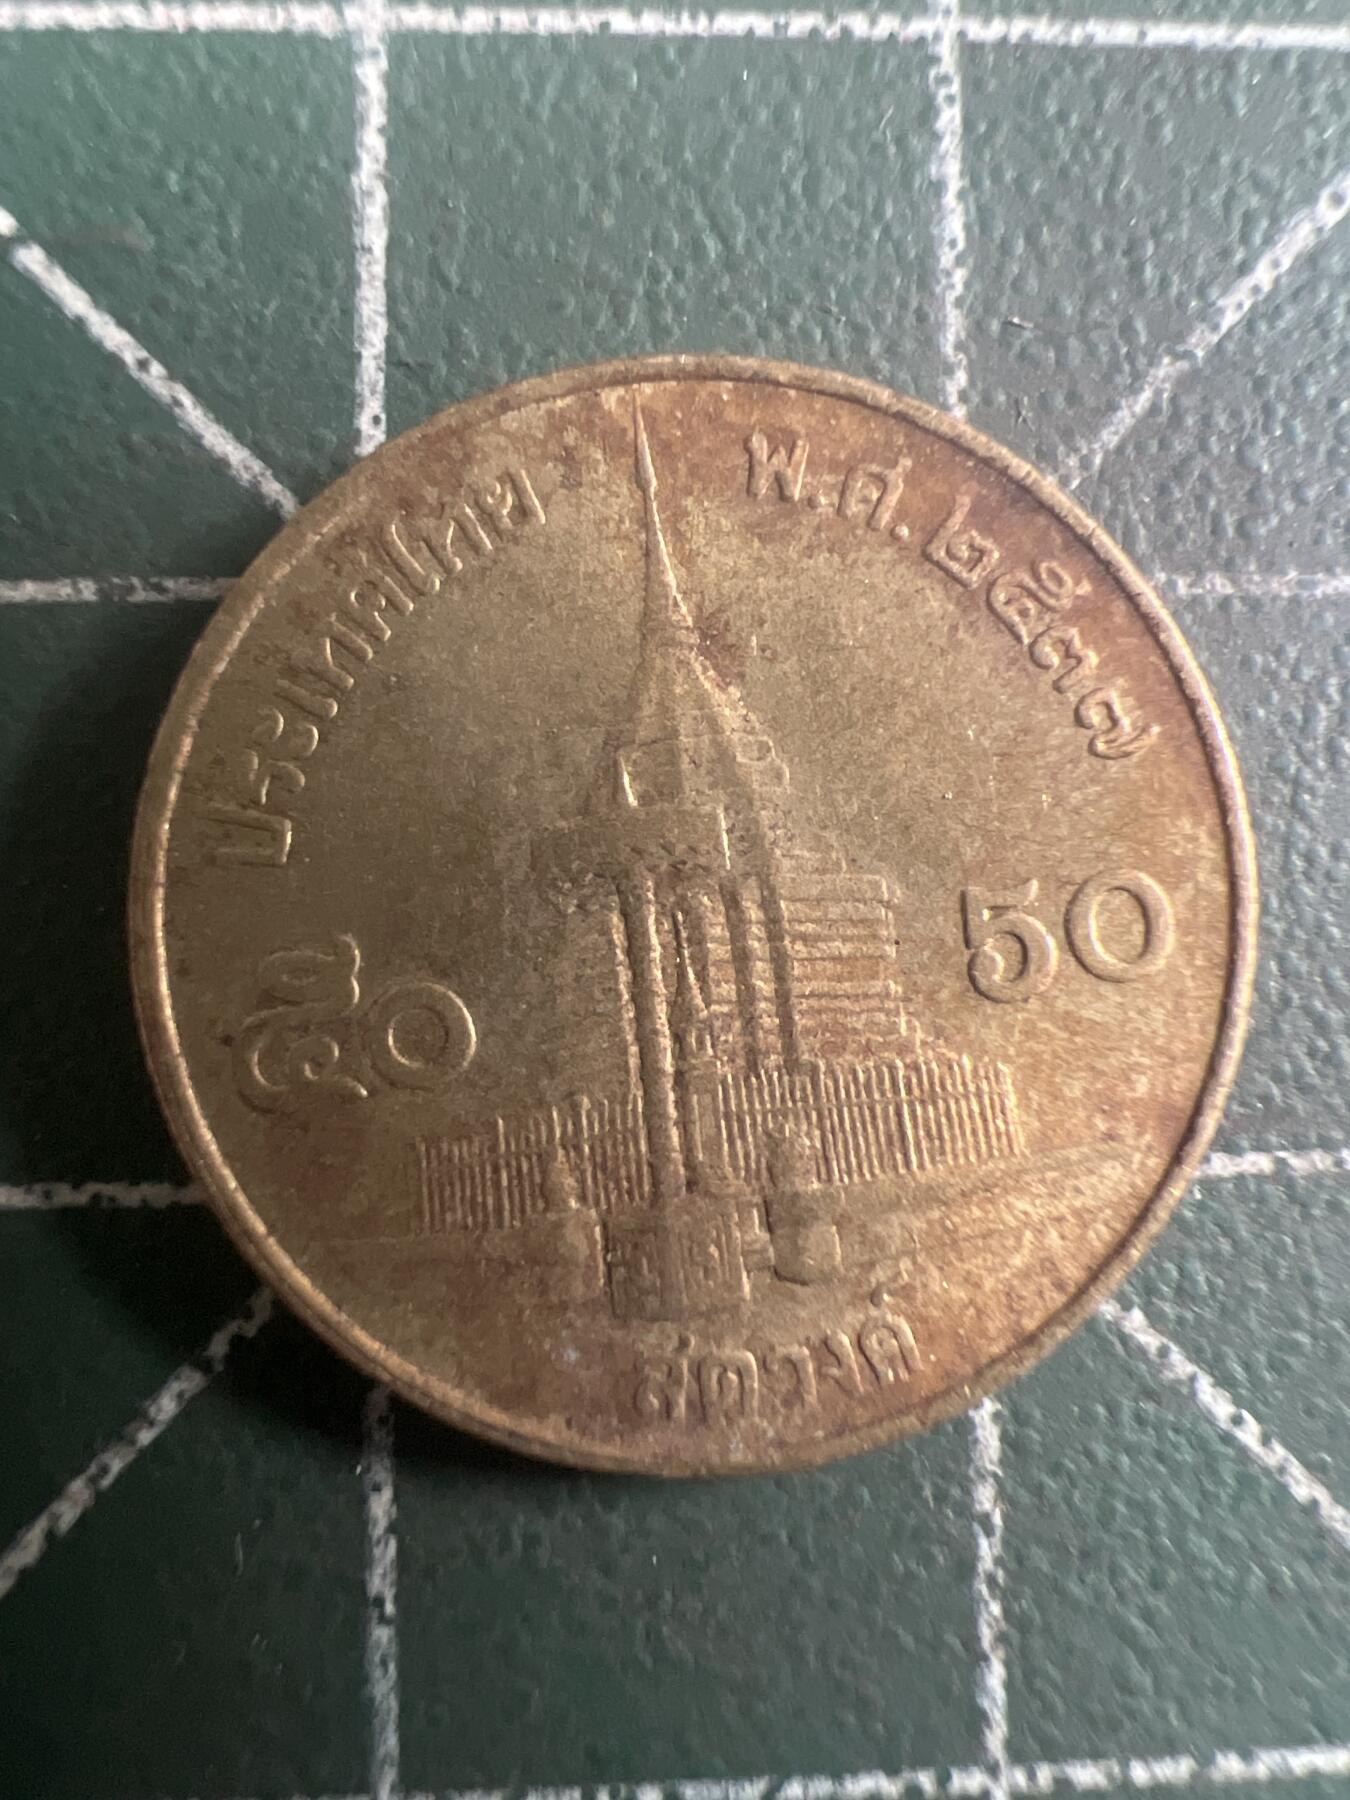 ประเทศไทย
พ.ศ. ๒๕๓๗
๕๐
50
สตางค์